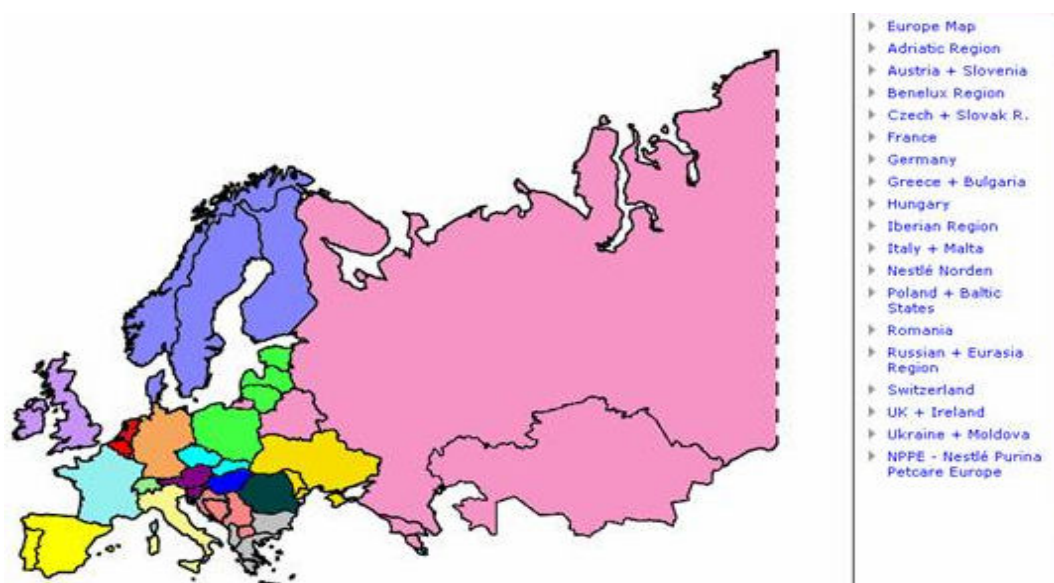 Europe Map
Adriatic Region
Austria + Slovenia
Benelux Region
Czech + Slovak R.
France
Germany
Greece + Bulgaria
Hungary
Iberian Region
Italy + Malta
Nestlé Norden
Poland + Baltic
States
Romania
Russian + Eurasia
Region
Switzerland
UK + Ireland
Ukraine + Moldova
NPPE - Nestlé Purina
Petcare Europe